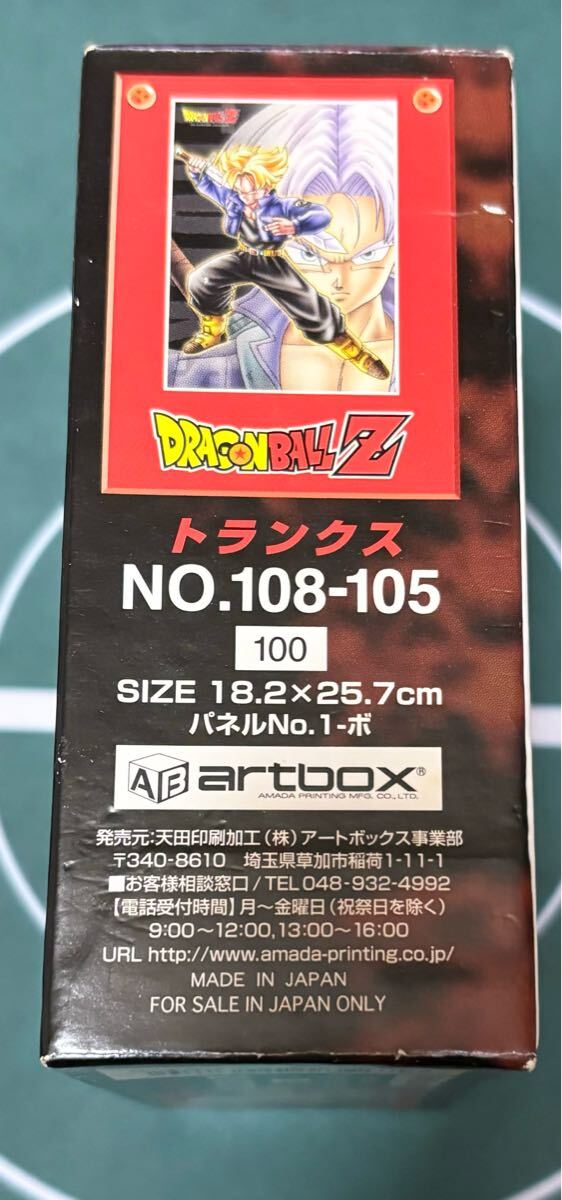 DRAGONBALL Z
DRAGONBALL Z
トランクス
NO.108-105
100
SIZE 18.2×25.7cm
パネルNo.1-ボ
AB artbox®
AMADA PRINTING MFG. CO., LTD.
発売元:天田印刷加工(株)アートボックス事業部
〒340-8610 埼玉県草加市稲荷1-11-1
■お客様相談窓口/TEL 048-932-4992
【電話受付時間】月~金曜日(祝祭日を除く)
9:00~12:00,13:00~16:00
URL http://www.amada-printing.co.jp/
MADE IN JAPAN
FOR SALE IN JAPAN ONLY